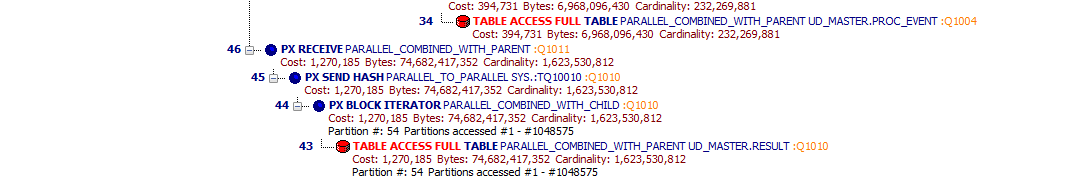 Cost: 394,731 Bytes: 6,968,096,430 Cardinality: 232,269,881
34 TABLE ACCESS FULL TABLE PARALLEL_COMBINED_WITH_PARENT UD_MASTER.PROC_EVENT :Q1004
Cost: 394,731 Bytes: 6,968,096,430 Cardinality: 232,269,881
46 PX RECEIVE PARALLEL_COMBINED_WITH_PARENT :Q1011
Cost: 1,270,185 Bytes: 74,682,417,352 Cardinality: 1,623,530,812
45 PX SEND HASH PARALLEL_TO_PARALLEL SYS.:TQ10010 :Q1010
Cost: 1,270,185 Bytes: 74,682,417,352 Cardinality: 1,623,530,812
44 PX BLOCK ITERATOR PARALLEL_COMBINED_WITH_CHILD :Q1010
Cost: 1,270,185 Bytes: 74,682,417,352 Cardinality: 1,623,530,812
Partition #: 54 Partitions accessed #1 - #1048575
43 TABLE ACCESS FULL TABLE PARALLEL_COMBINED_WITH_PARENT UD_MASTER.RESULT :Q1010
Cost: 1,270,185 Bytes: 74,682,417,352 Cardinality: 1,623,530,812
Partition #: 54 Partitions accessed #1 - #1048575